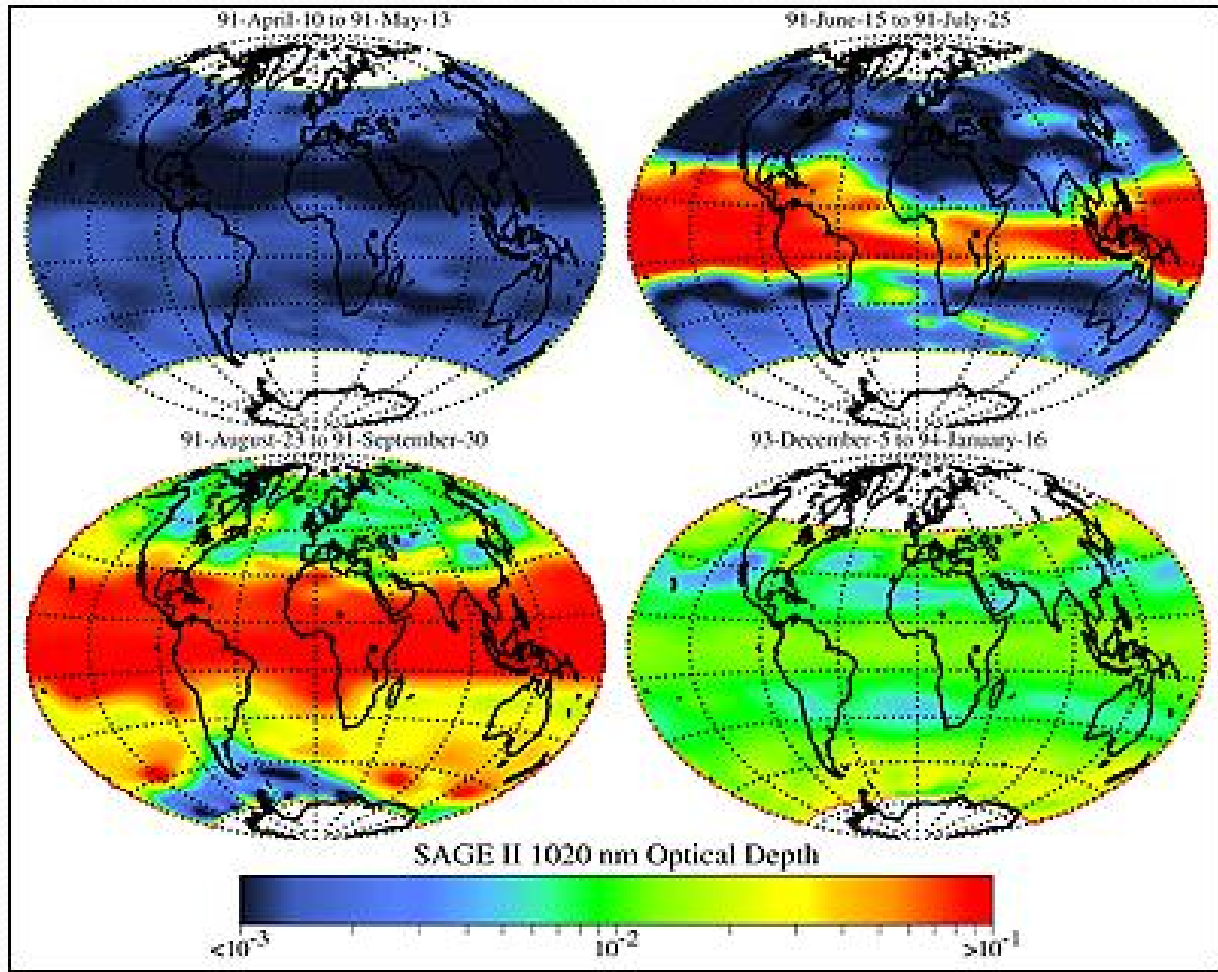 91-April-10 to 91-May-13
91-June-15 to 91-July-25
91-August-23 to 91-September-30
93-December-5 to 94-January-16
SAGE II 1020 nm Optical Depth
<10⁻³ 10⁻² >10⁻¹